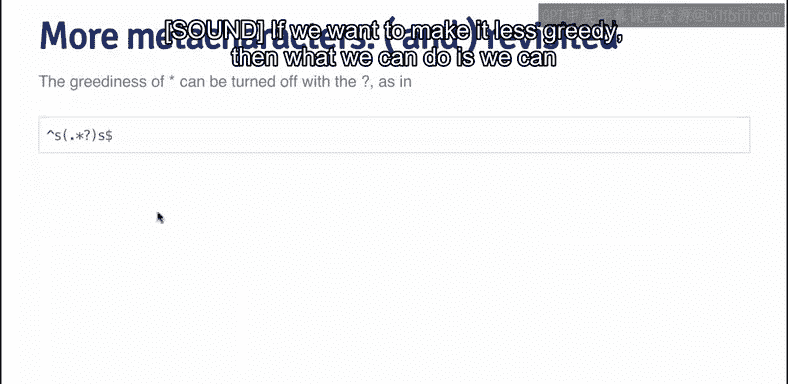 [SOUND] If we want to make it less greedy,
then what we can do is we can
More metacharacters: ( and ) revisited
The greediness of * can be turned off with the ?, as in
^s(.*?)s$